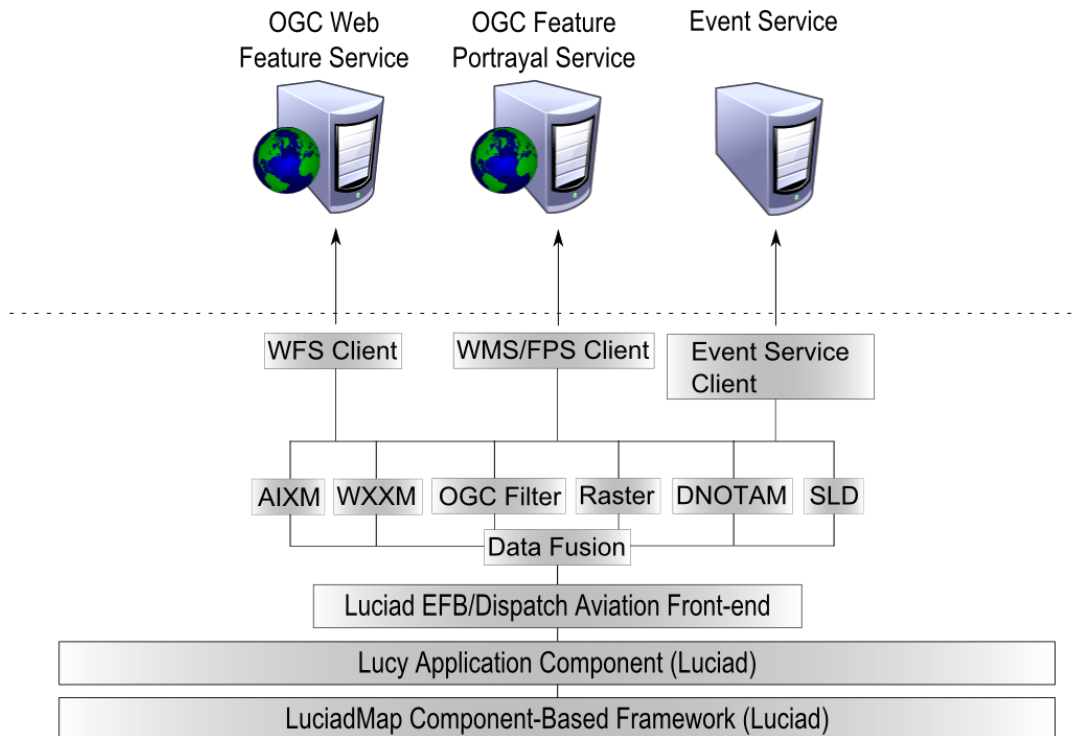 OGC Web
Feature Service
OGC Feature
Portrayal Service
Event Service
WFS Client
WMS/FPS Client
Event Service
Client
AIXM
WXXM
OGC Filter
Raster
DNOTAM
SLD
Data Fusion
Luciad EFB/Dispatch Aviation Front-end
Lucy Application Component (Luciad)
LuciadMap Component-Based Framework (Luciad)